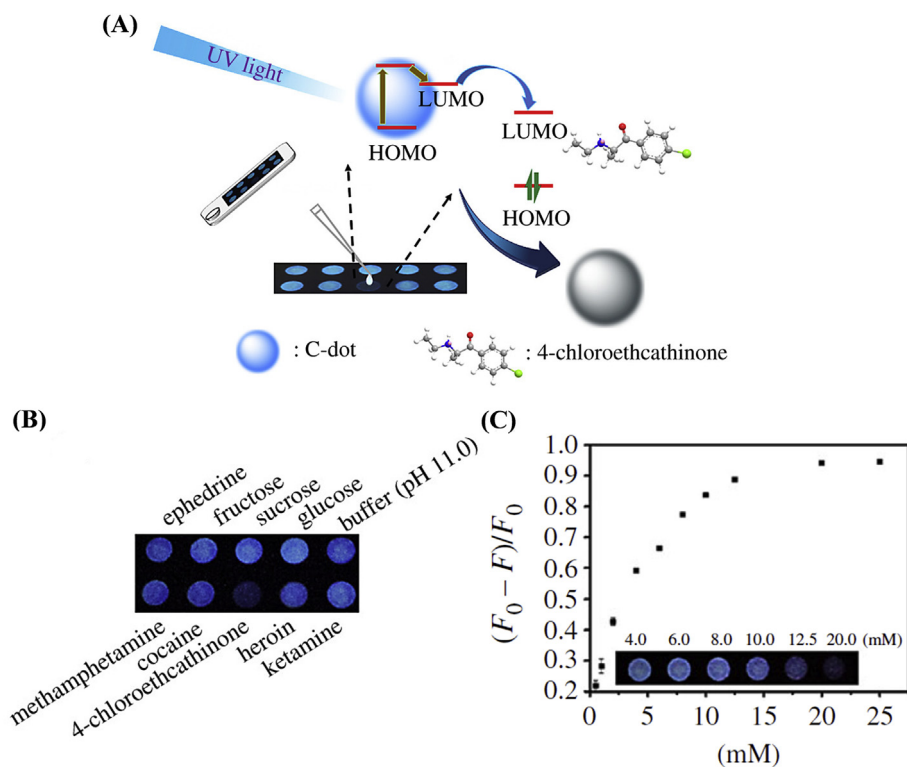 (A)
UV light
LUMO
HOMO
LUMO
HOMO
: C-dot
: 4-chloroethcathinone
(B)
ephedrine
fructose
sucrose
glucose
buffer (pH 11.0)
methamphetamine
cocaine
4-chloroethcathinone
heroin
ketamine
(C)
1.0
0.9
0.8
0.7
0.6
0.5
0.4
0.3
0.2
(F0 – F)/F0
4.0 6.0 8.0 10.0 12.5 20.0 (mM)
0 5 10 15 20 25
(mM)